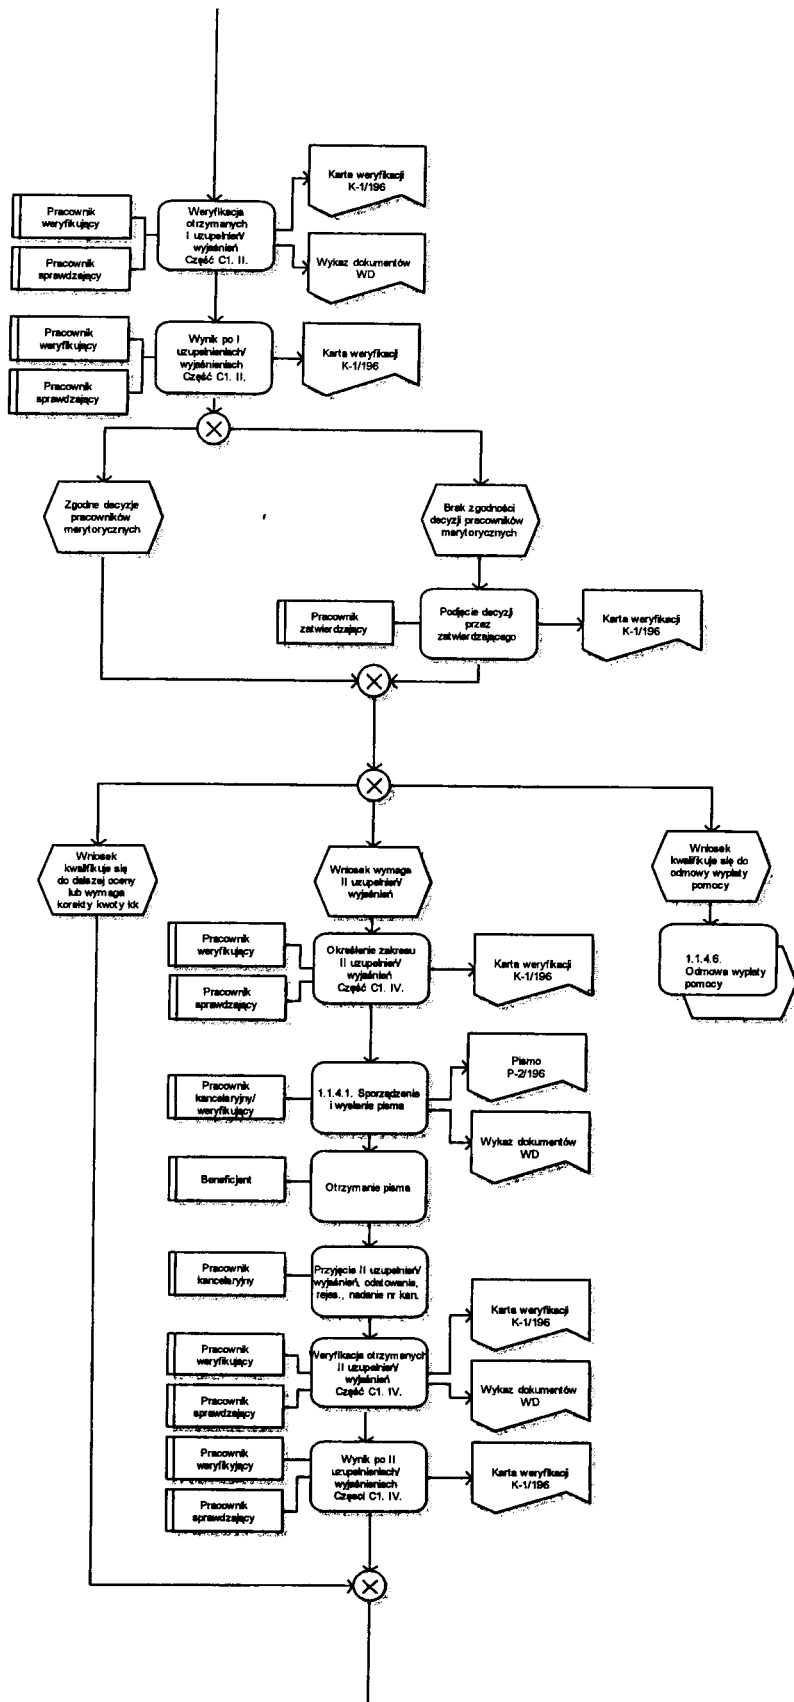 Karta weryfikacji
K-1/196
Pracownik
weryfikujący
Weryfikacja
otrzymanych
I uzupełnień/
wyjaśnień
Część C1. II.
Pracownik
sprawdzający
Wykaz dokumentów
WD
Pracownik
weryfikujący
Wynik po I
uzupełnieniach/
wyjaśnieniach
Część C1. II.
Karta weryfikacji
K-1/196
Pracownik
sprawdzający
Zgodne decyzje
pracowników
merytorycznych
Brak zgodności
decyzji pracowników
merytorycznych
Pracownik
zatwierdzający
Podjęcie decyzji
przez
zatwierdzającego
Karta weryfikacji
K-1/196
Wniosek
kwalifikuje się
do dalszej oceny
lub wymaga
korekty kwoty kk
Wniosek wymaga
II uzupełnień/
wyjaśnień
Wniosek
kwalifikuje się do
odmowy wypłaty
pomocy
Pracownik
weryfikujący
Określenie zakresu
II uzupełnień/
wyjaśnień
Część C1. IV.
Karta weryfikacji
K-1/196
1.1.4.6.
Odmowa wypłaty
pomocy
Pracownik
sprawdzający
Pracownik
kancelaryjny/
weryfikujący
1.1.4.1. Sporządzenie
i wysłanie pisma
Pismo
P-2/196
Wykaz dokumentów
WD
Beneficjent
Otrzymanie pisma
Pracownik
kancelaryjny
Przyjęcie II uzupełnień/
wyjaśnień, odatowanie,
rejes., nadanie nr kan.
Karta weryfikacji
K-1/196
Pracownik
weryfikujący
Weryfikacja otrzymanych
II uzupełnień/
wyjaśnień
Część C1. IV.
Wykaz dokumentów
WD
Pracownik
sprawdzający
Pracownik
weryfikyjący
Wynik po II
uzupełnieniach/
wyjaśnieniach
Częsci C1. IV.
Karta weryfikacji
K-1/196
Pracownik
sprawdzający